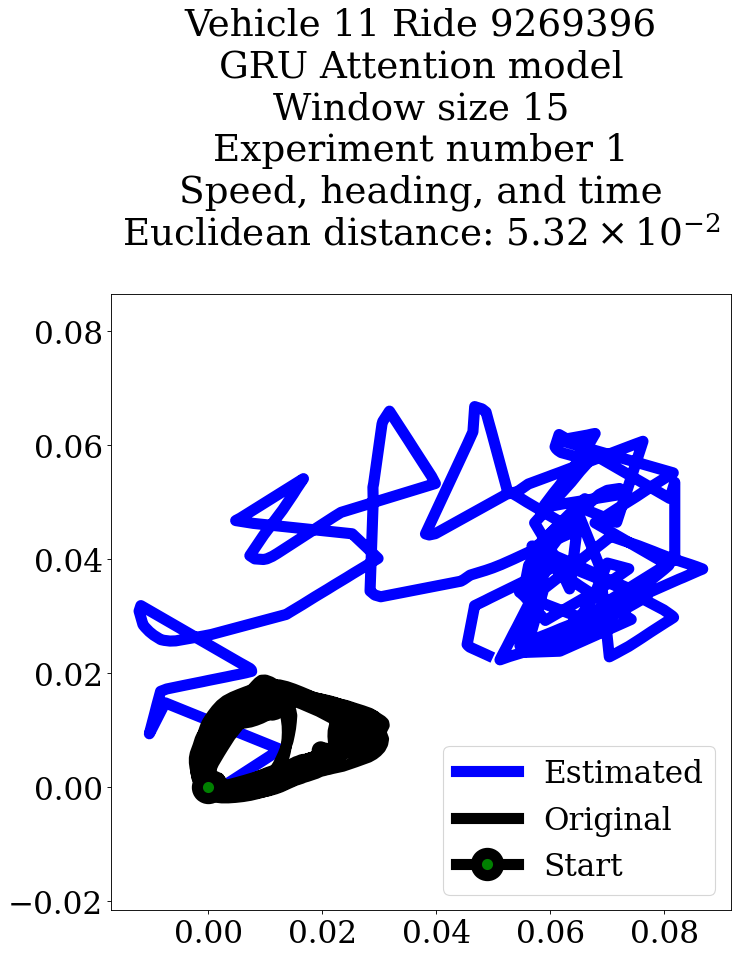 Vehicle 11 Ride 9269396
GRU Attention model
Window size 15
Experiment number 1
Speed, heading, and time
Euclidean distance: 5.32 × 10⁻²
0.08
0.06
0.04
0.02
0.00
−0.02
Estimated
Original
Start
0.00 0.02 0.04 0.06 0.08